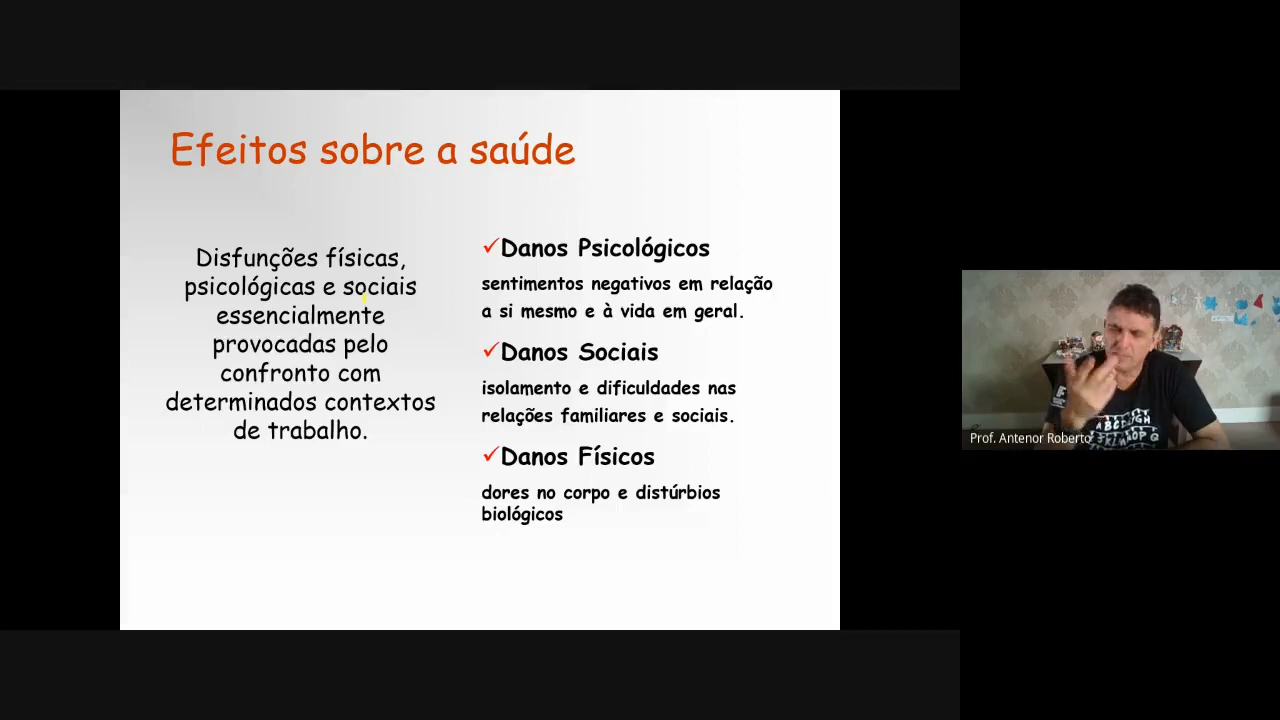 Efeitos sobre a saúde
Disfunções físicas,
psicológicas e sociais
essencialmente
provocadas pelo
confronto com
determinados contextos
de trabalho.
✓Danos Psicológicos
sentimentos negativos em relação
a si mesmo e à vida em geral.
✓Danos Sociais
isolamento e dificuldades nas
relações familiares e sociais.
✓Danos Físicos
dores no corpo e distúrbios
biológicos
Prof. Antenor Roberto